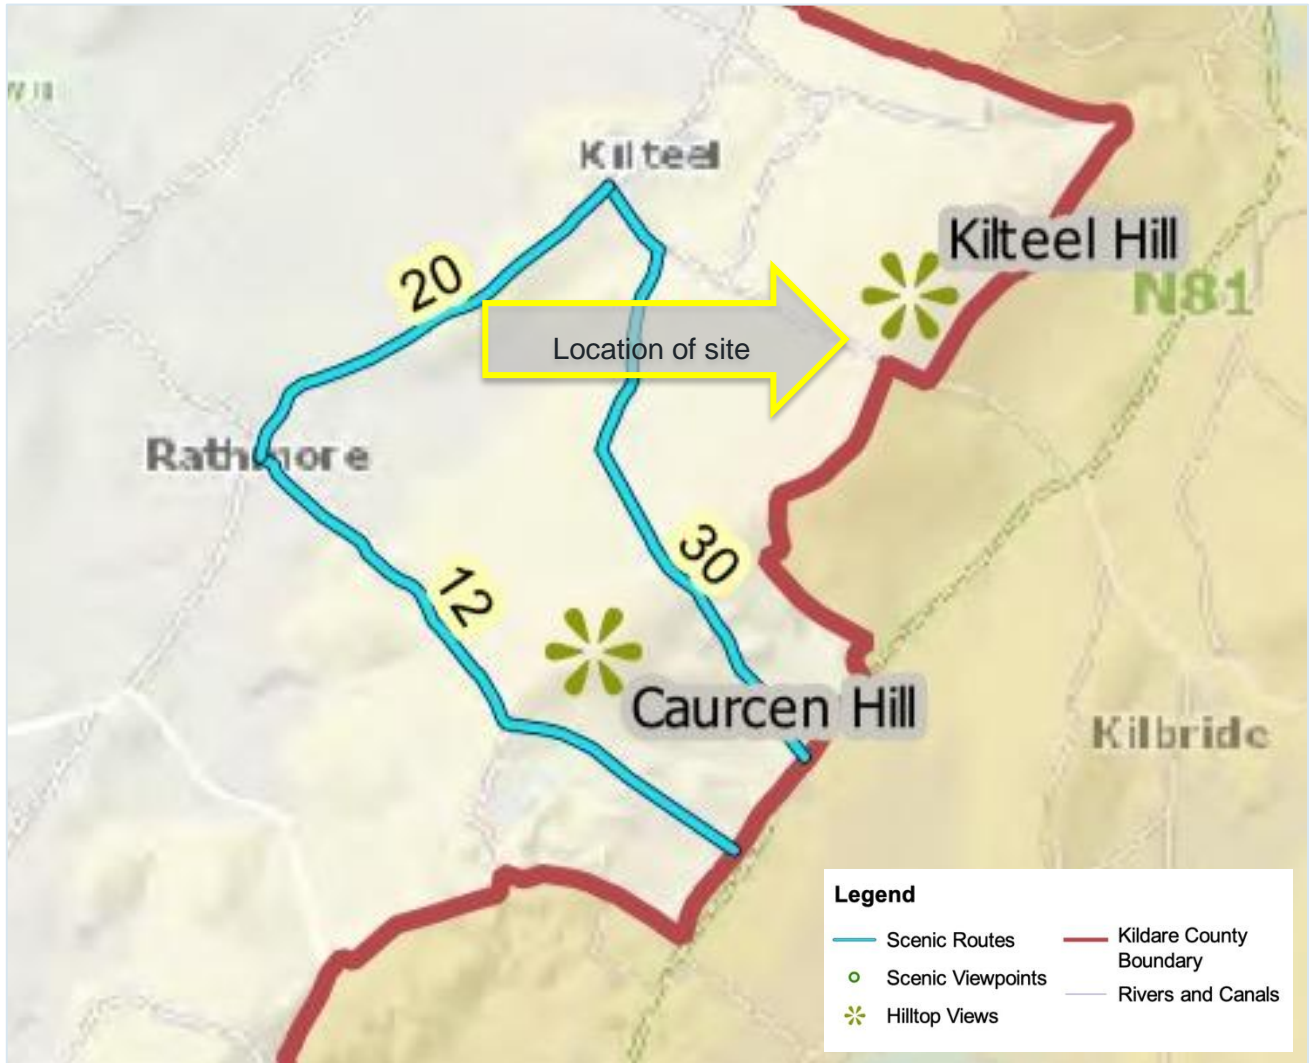 Kilteel
Kilteel Hill
20
N81
Location of site
Rathmore
30
12
Caurcen Hill
Kilbride
Legend
Scenic Routes
Kildare County
Boundary
Scenic Viewpoints
Rivers and Canals
Hilltop Views